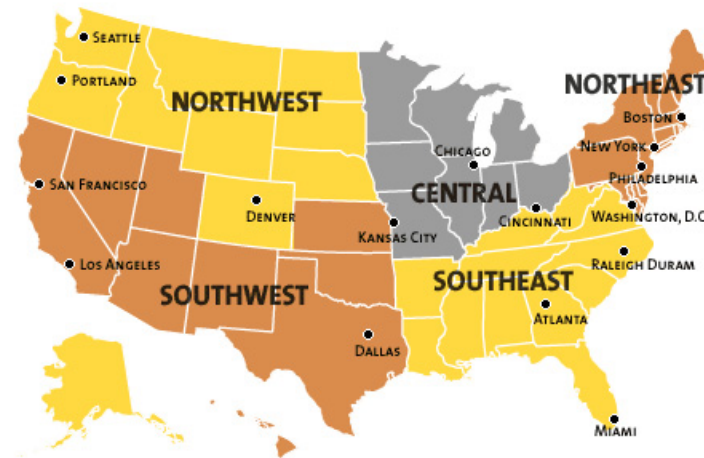 SEATTLE
PORTLAND
NORTHWEST
NORTHEAST
BOSTON
NEW YORK
CHICAGO
PHILADELPHIA
SAN FRANCISCO
CENTRAL
DENVER
KANSAS CITY
CINCINNATI
WASHINGTON, D.C
LOS ANGELES
RALEIGH DURAM
SOUTHWEST
SOUTHEAST
ATLANTA
DALLAS
MIAMI